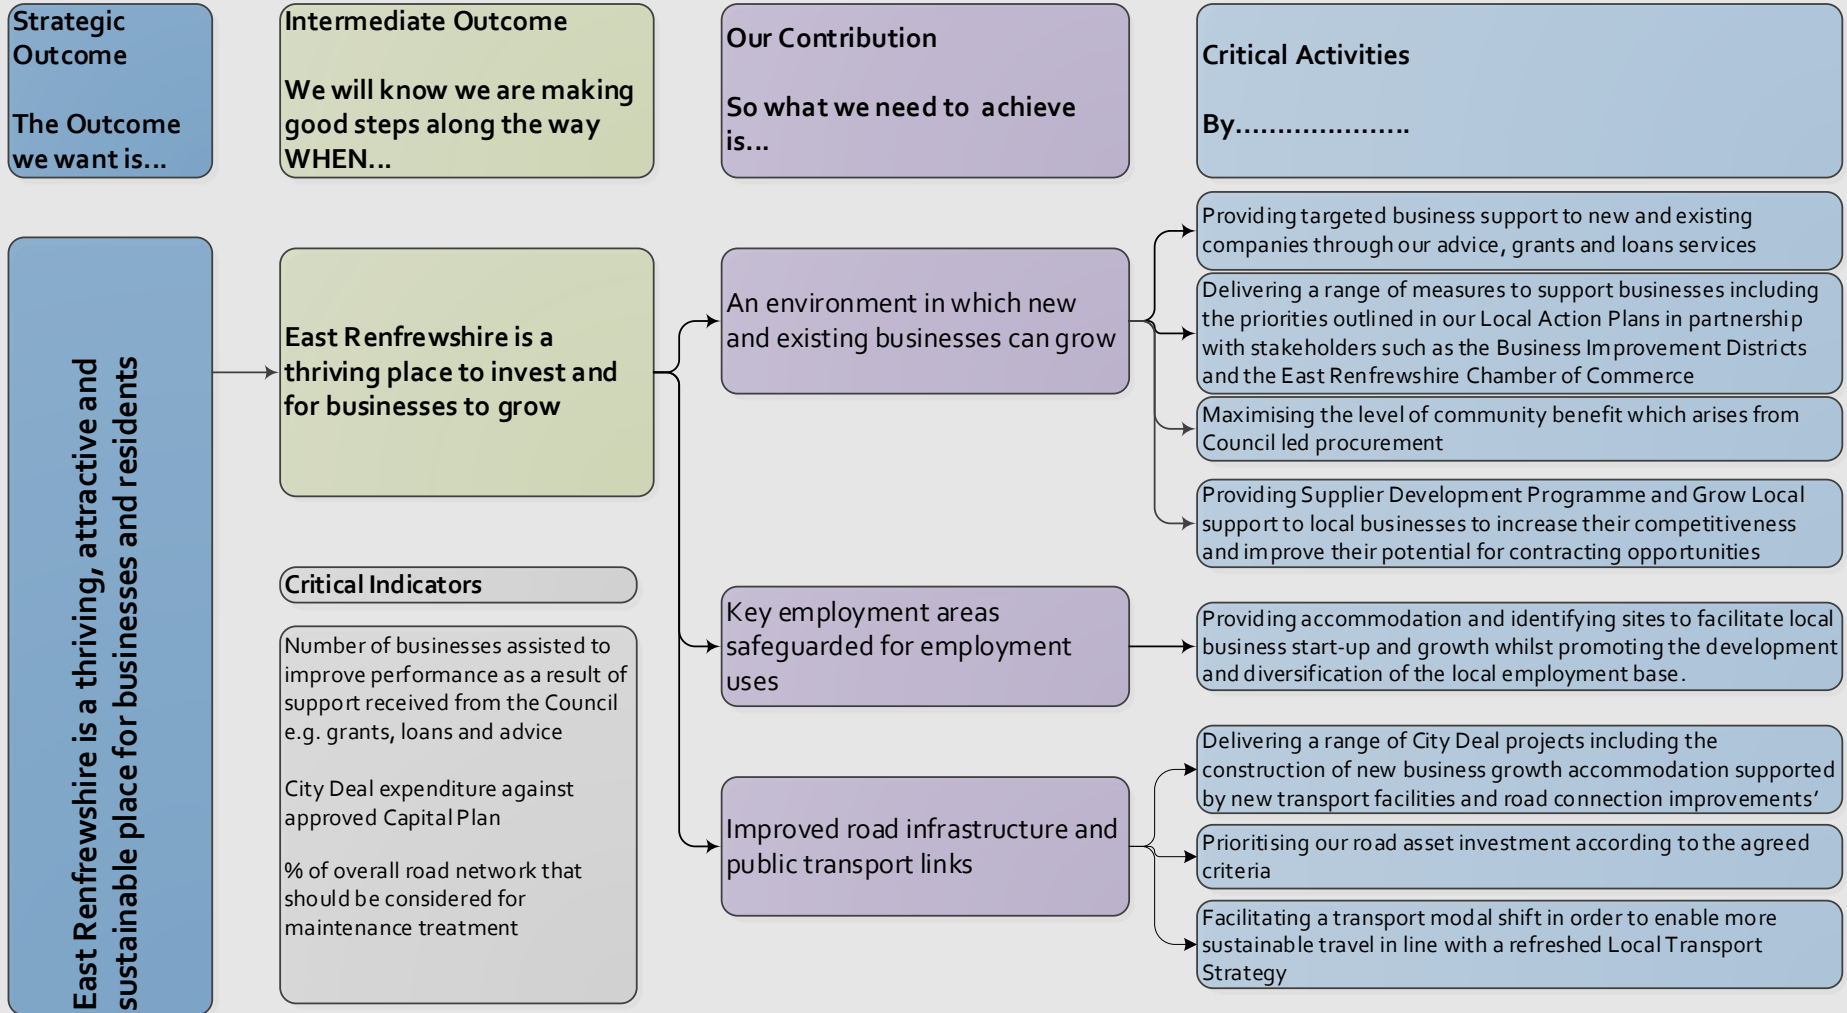 Strategic
Outcome
The Outcome
we want is...
Intermediate Outcome
We will know we are making
good steps along the way
WHEN...
Our Contribution
So what we need to achieve
is...
Critical Activities
By.....................
East Renfrewshire is a thriving, attractive and
sustainable place for businesses and residents
East Renfrewshire is a
thriving place to invest and
for businesses to grow
Critical Indicators
Number of businesses assisted to
improve performance as a result of
support received from the Council
e.g. grants, loans and advice
City Deal expenditure against
approved Capital Plan
% of overall road network that
should be considered for
maintenance treatment
An environment in which new
and existing businesses can grow
Key employment areas
safeguarded for employment
uses
Improved road infrastructure and
public transport links
Providing targeted business support to new and existing
companies through our advice, grants and loans services
Delivering a range of measures to support businesses including
the priorities outlined in our Local Action Plans in partnership
with stakeholders such as the Business Improvement Districts
and the East Renfrewshire Chamber of Commerce
Maximising the level of community benefit which arises from
Council led procurement
Providing Supplier Development Programme and Grow Local
support to local businesses to increase their competitiveness
and improve their potential for contracting opportunities
Providing accommodation and identifying sites to facilitate local
business start-up and growth whilst promoting the development
and diversification of the local employment base.
Delivering a range of City Deal projects including the
construction of new business growth accommodation supported
by new transport facilities and road connection improvements’
Prioritising our road asset investment according to the agreed
criteria
Facilitating a transport modal shift in order to enable more
sustainable travel in line with a refreshed Local Transport
Strategy